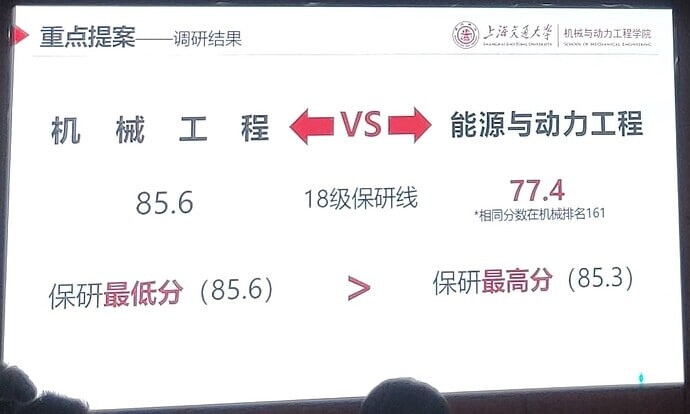 重点提案——调研结果
上海交通大学
SHANGHAI JIAO TONG UNIVERSITY
机械与动力工程学院
SCHOOL OF MECHANICAL ENGINEERING
机械工程 VS 能源与动力工程
85.6 18级保研线 77.4
*相同分数在机械排名161
保研最低分（85.6） > 保研最高分（85.3）